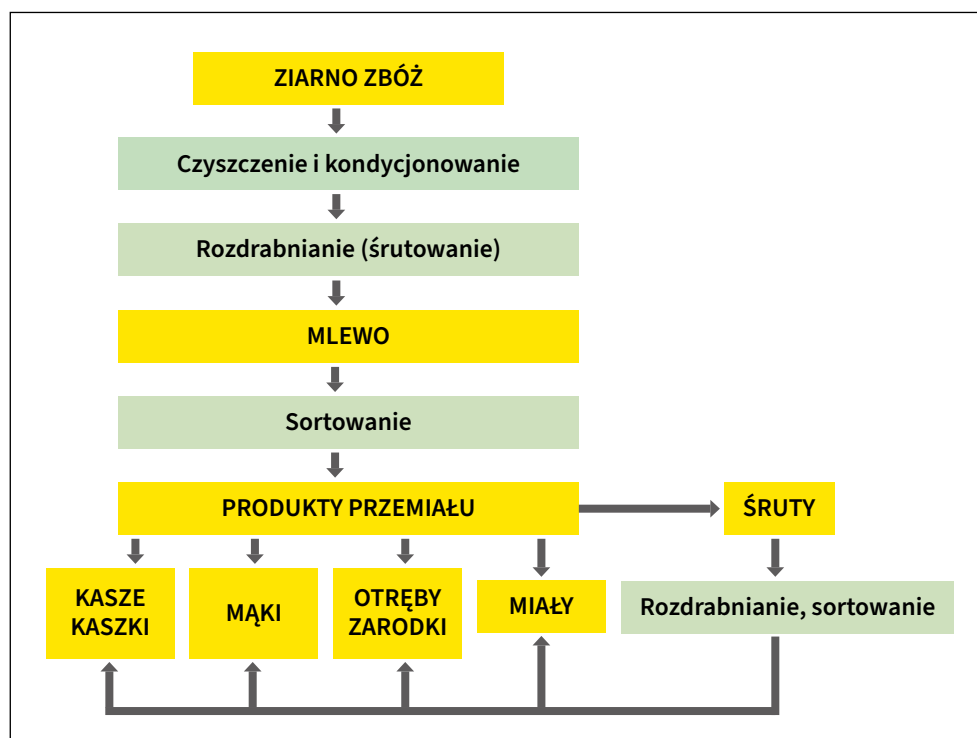 ZIARNO ZBÓŻ
Czyszczenie i kondycjonowanie
Rozdrabnianie (śrutowanie)
MLEWO
Sortowanie
PRODUKTY PRZEMIAŁU
ŚRUTY
KASZE
KASZKI
MĄKI
OTRĘBY
ZARODKI
MIAŁY
Rozdrabnianie, sortowanie